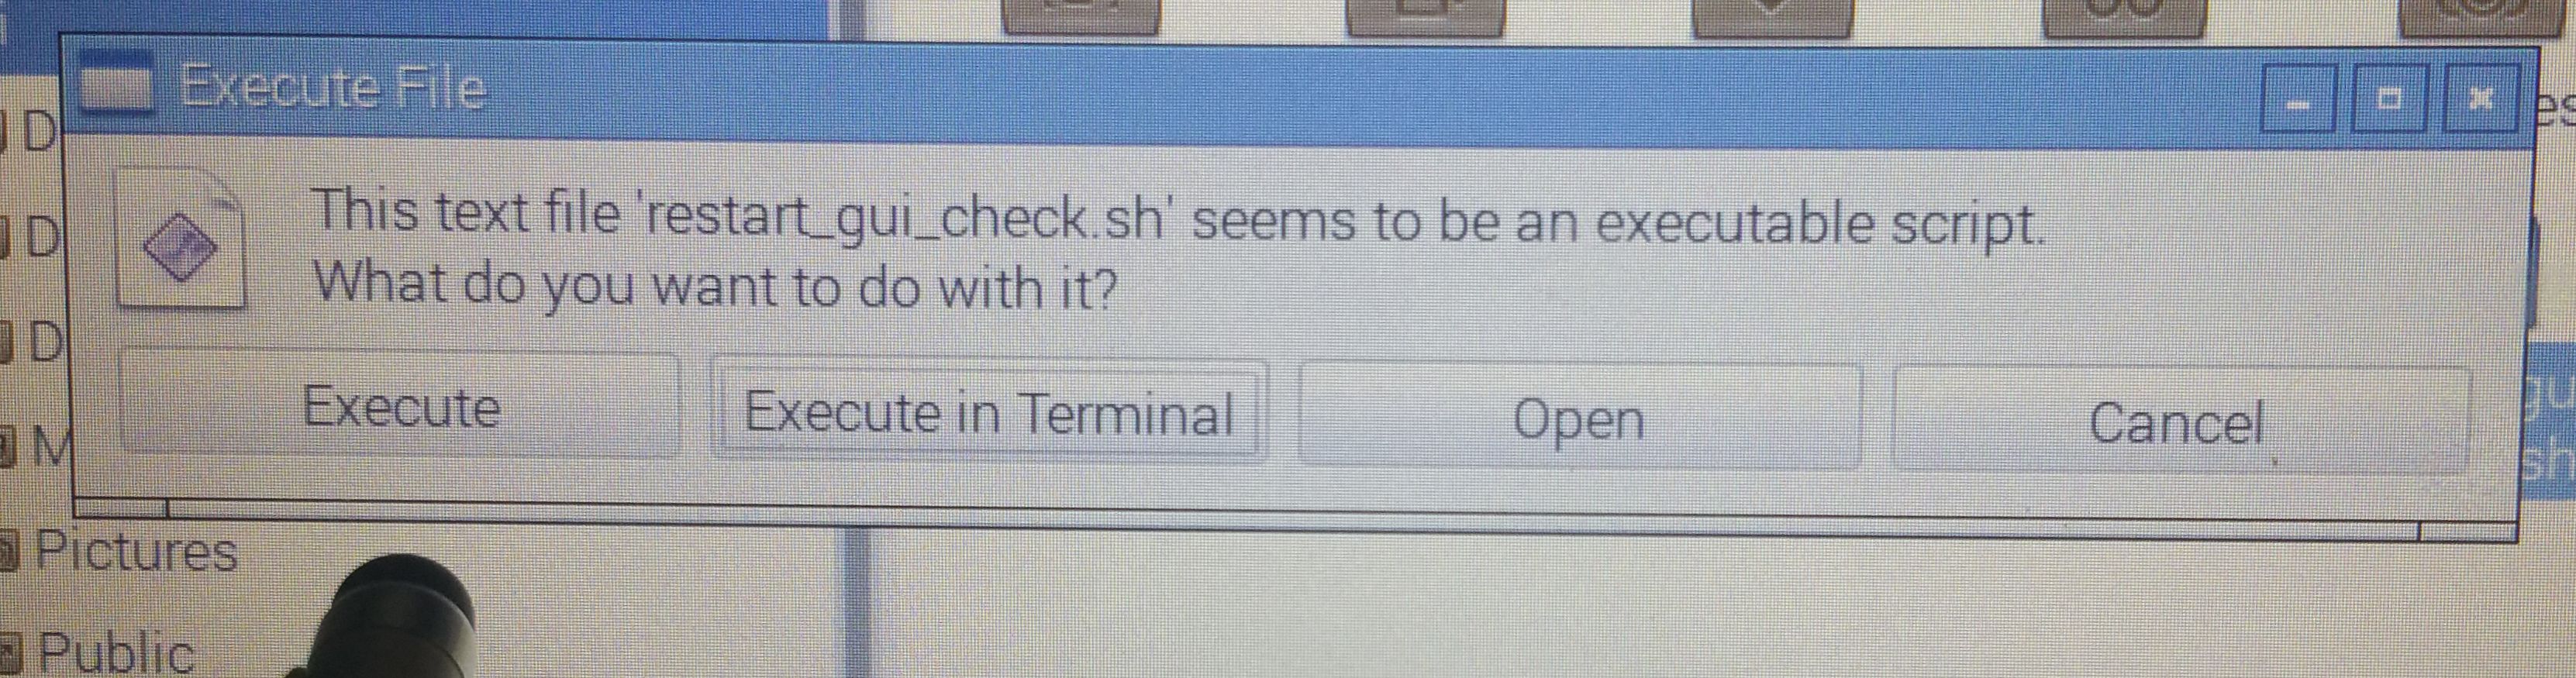 Execute File
This text file 'restart_gui_check.sh' seems to be an executable script.
What do you want to do with it?
Execute
Execute in Terminal
Open
Cancel
D
D
D
M
Pictures
Public
es
gu
sh